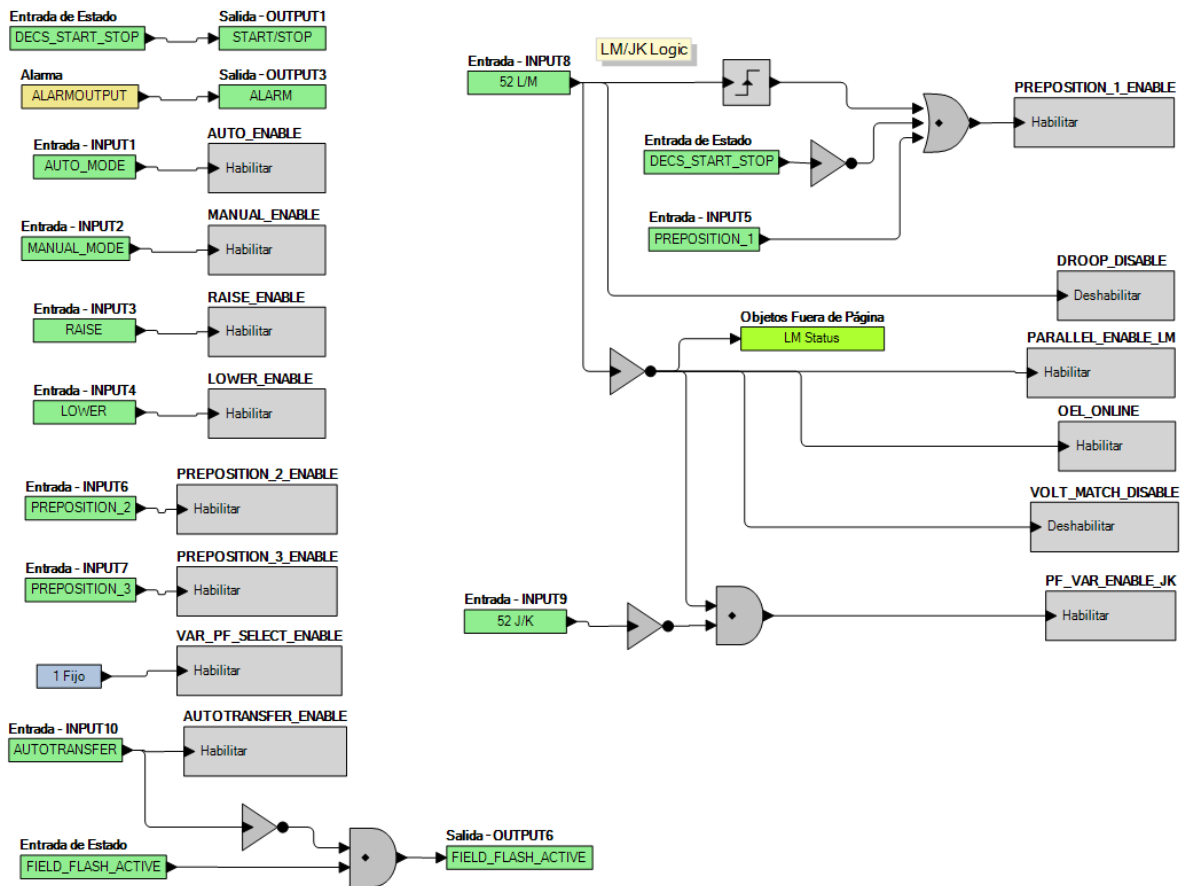 Entrada de Estado
DECS_START_STOP
Salida - OUTPUT1
START/STOP
Alarma
ALARMOUTPUT
Salida - OUTPUT3
ALARM
Entrada - INPUT1
AUTO_MODE
AUTO_ENABLE
Habilitar
Entrada - INPUT2
MANUAL_MODE
MANUAL_ENABLE
Habilitar
Entrada - INPUT3
RAISE
RAISE_ENABLE
Habilitar
Entrada - INPUT4
LOWER
LOWER_ENABLE
Habilitar
Entrada - INPUT6
PREPOSITION_2
PREPOSITION_2_ENABLE
Habilitar
Entrada - INPUT7
PREPOSITION_3
PREPOSITION_3_ENABLE
Habilitar
1 Fijo
VAR_PF_SELECT_ENABLE
Habilitar
Entrada - INPUT10
AUTOTRANSFER
AUTOTRANSFER_ENABLE
Habilitar
Entrada de Estado
FIELD_FLASH_ACTIVE
Salida - OUTPUT6
FIELD_FLASH_ACTIVE
LM/JK Logic
Entrada - INPUT8
52 L/M
Entrada de Estado
DECS_START_STOP
Entrada - INPUT5
PREPOSITION_1
PREPOSITION_1_ENABLE
Habilitar
DROOP_DISABLE
Deshabilitar
Objetos Fuera de Página
LM Status
PARALLEL_ENABLE_LM
Habilitar
OEL_ONLINE
Habilitar
VOLT_MATCH_DISABLE
Deshabilitar
Entrada - INPUT9
52 J/K
PF_VAR_ENABLE_JK
Habilitar